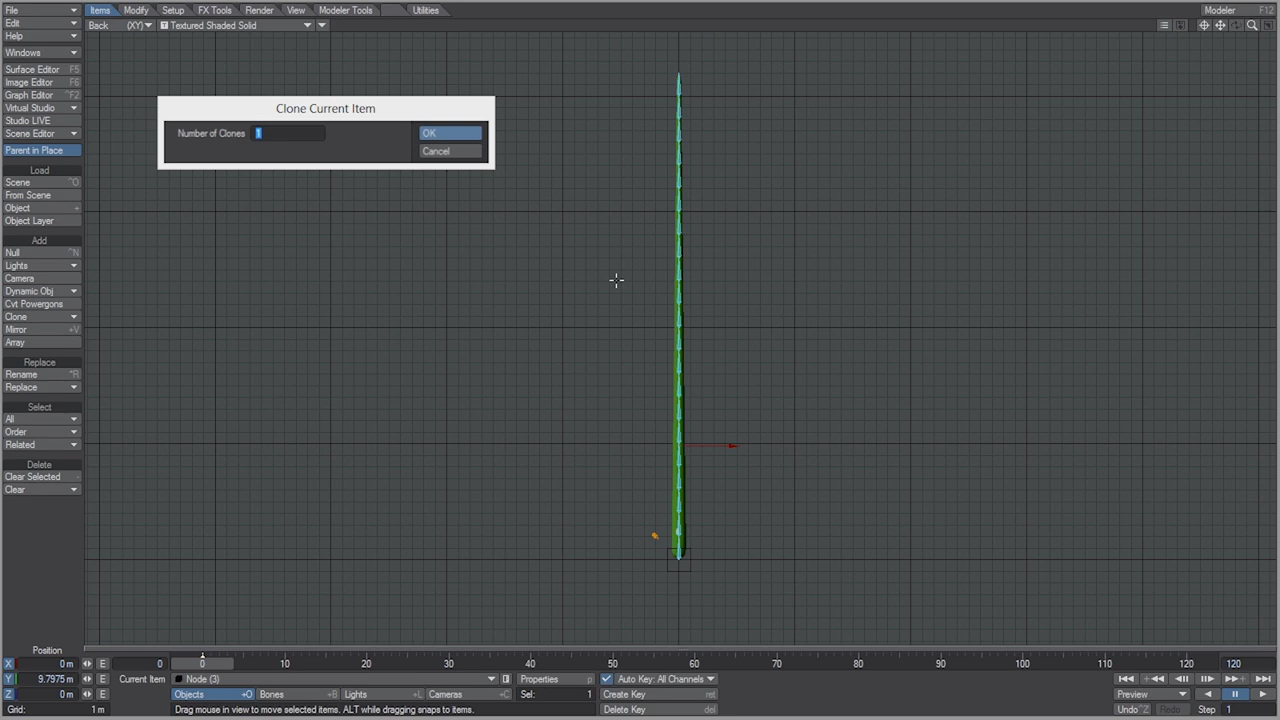 File Items Modify Setup FX Tools Render View Modeler Tools Utilities Modeler F12
Edit Back (XY) T Textured Shaded Solid
Help
Windows
Surface Editor F5
Image Editor F6
Graph Editor ^F2
Virtual Studio
Studio LIVE
Scene Editor
Parent in Place
Clone Current Item
Number of Clones 1 OK
Cancel
Load
Scene ^O
From Scene
Object +
Object Layer
Add
Null ^N
Lights
Camera
Dynamic Obj
Cvt Powergons
Clone
Mirror +V
Array
Replace
Rename ^R
Replace
Select
All
Order
Related
Delete
Clear Selected -
Clear
Position
X 0 m E 0 0 10 20 30 40 50 60 70 80 90 100 110 120 120
Y 9.7975 m E Current Item Node (3) Properties p Auto Key: All Channels
Z 0 m E Objects +O Bones +B Lights +L Cameras +C Sel: 1 Create Key ret Preview
Grid: 1 m Drag mouse in view to move selected items. ALT while dragging snaps to items. Delete Key del Undo ^Z Redo Step 1